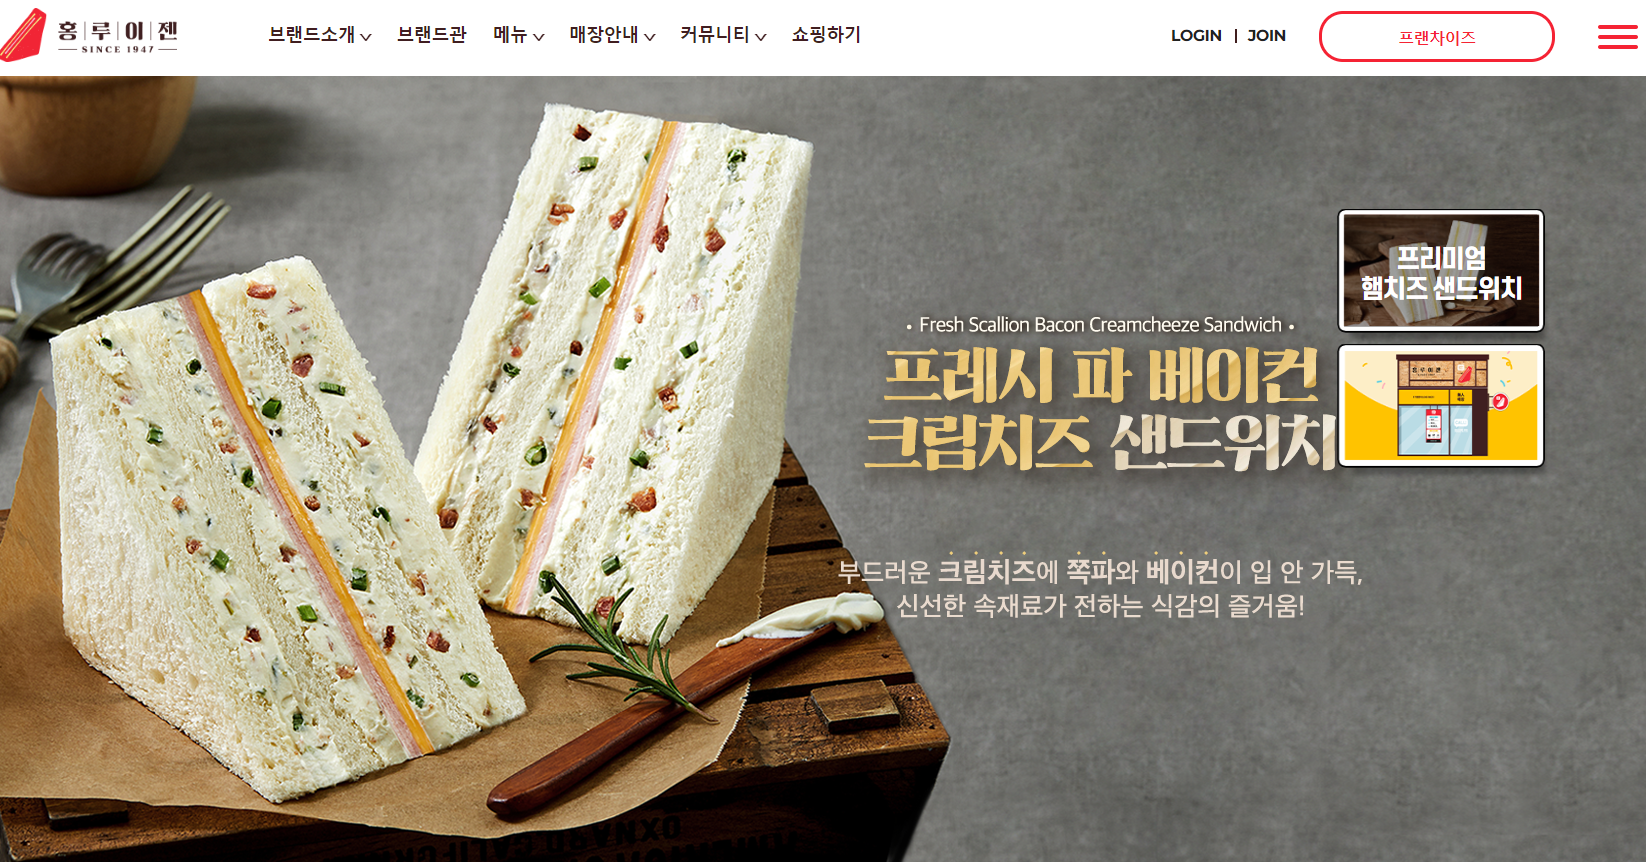 홍루이젠
SINCE 1947
브랜드소개
브랜드관
메뉴
매장안내
커뮤니티
쇼핑하기
LOGIN
JOIN
프랜차이즈
프리미엄
햄치즈 샌드위치
• Fresh Scallion Bacon Creamcheeze Sandwich •
프레시 파 베이컨
크림치즈 샌드위치
홍루이젠
부드러운 크림치즈에 쪽파와 베이컨이 입 안 가득,
신선한 속재료가 전하는 식감의 즐거움!